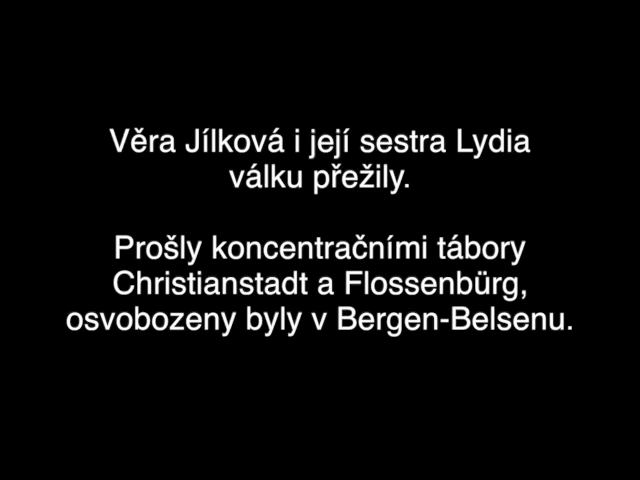 Věra Jílková i její sestra Lydia
válku přežily.
Prošly koncentračními tábory
Christianstadt a Flossenbürg,
osvobozeny byly v Bergen-Belsenu.